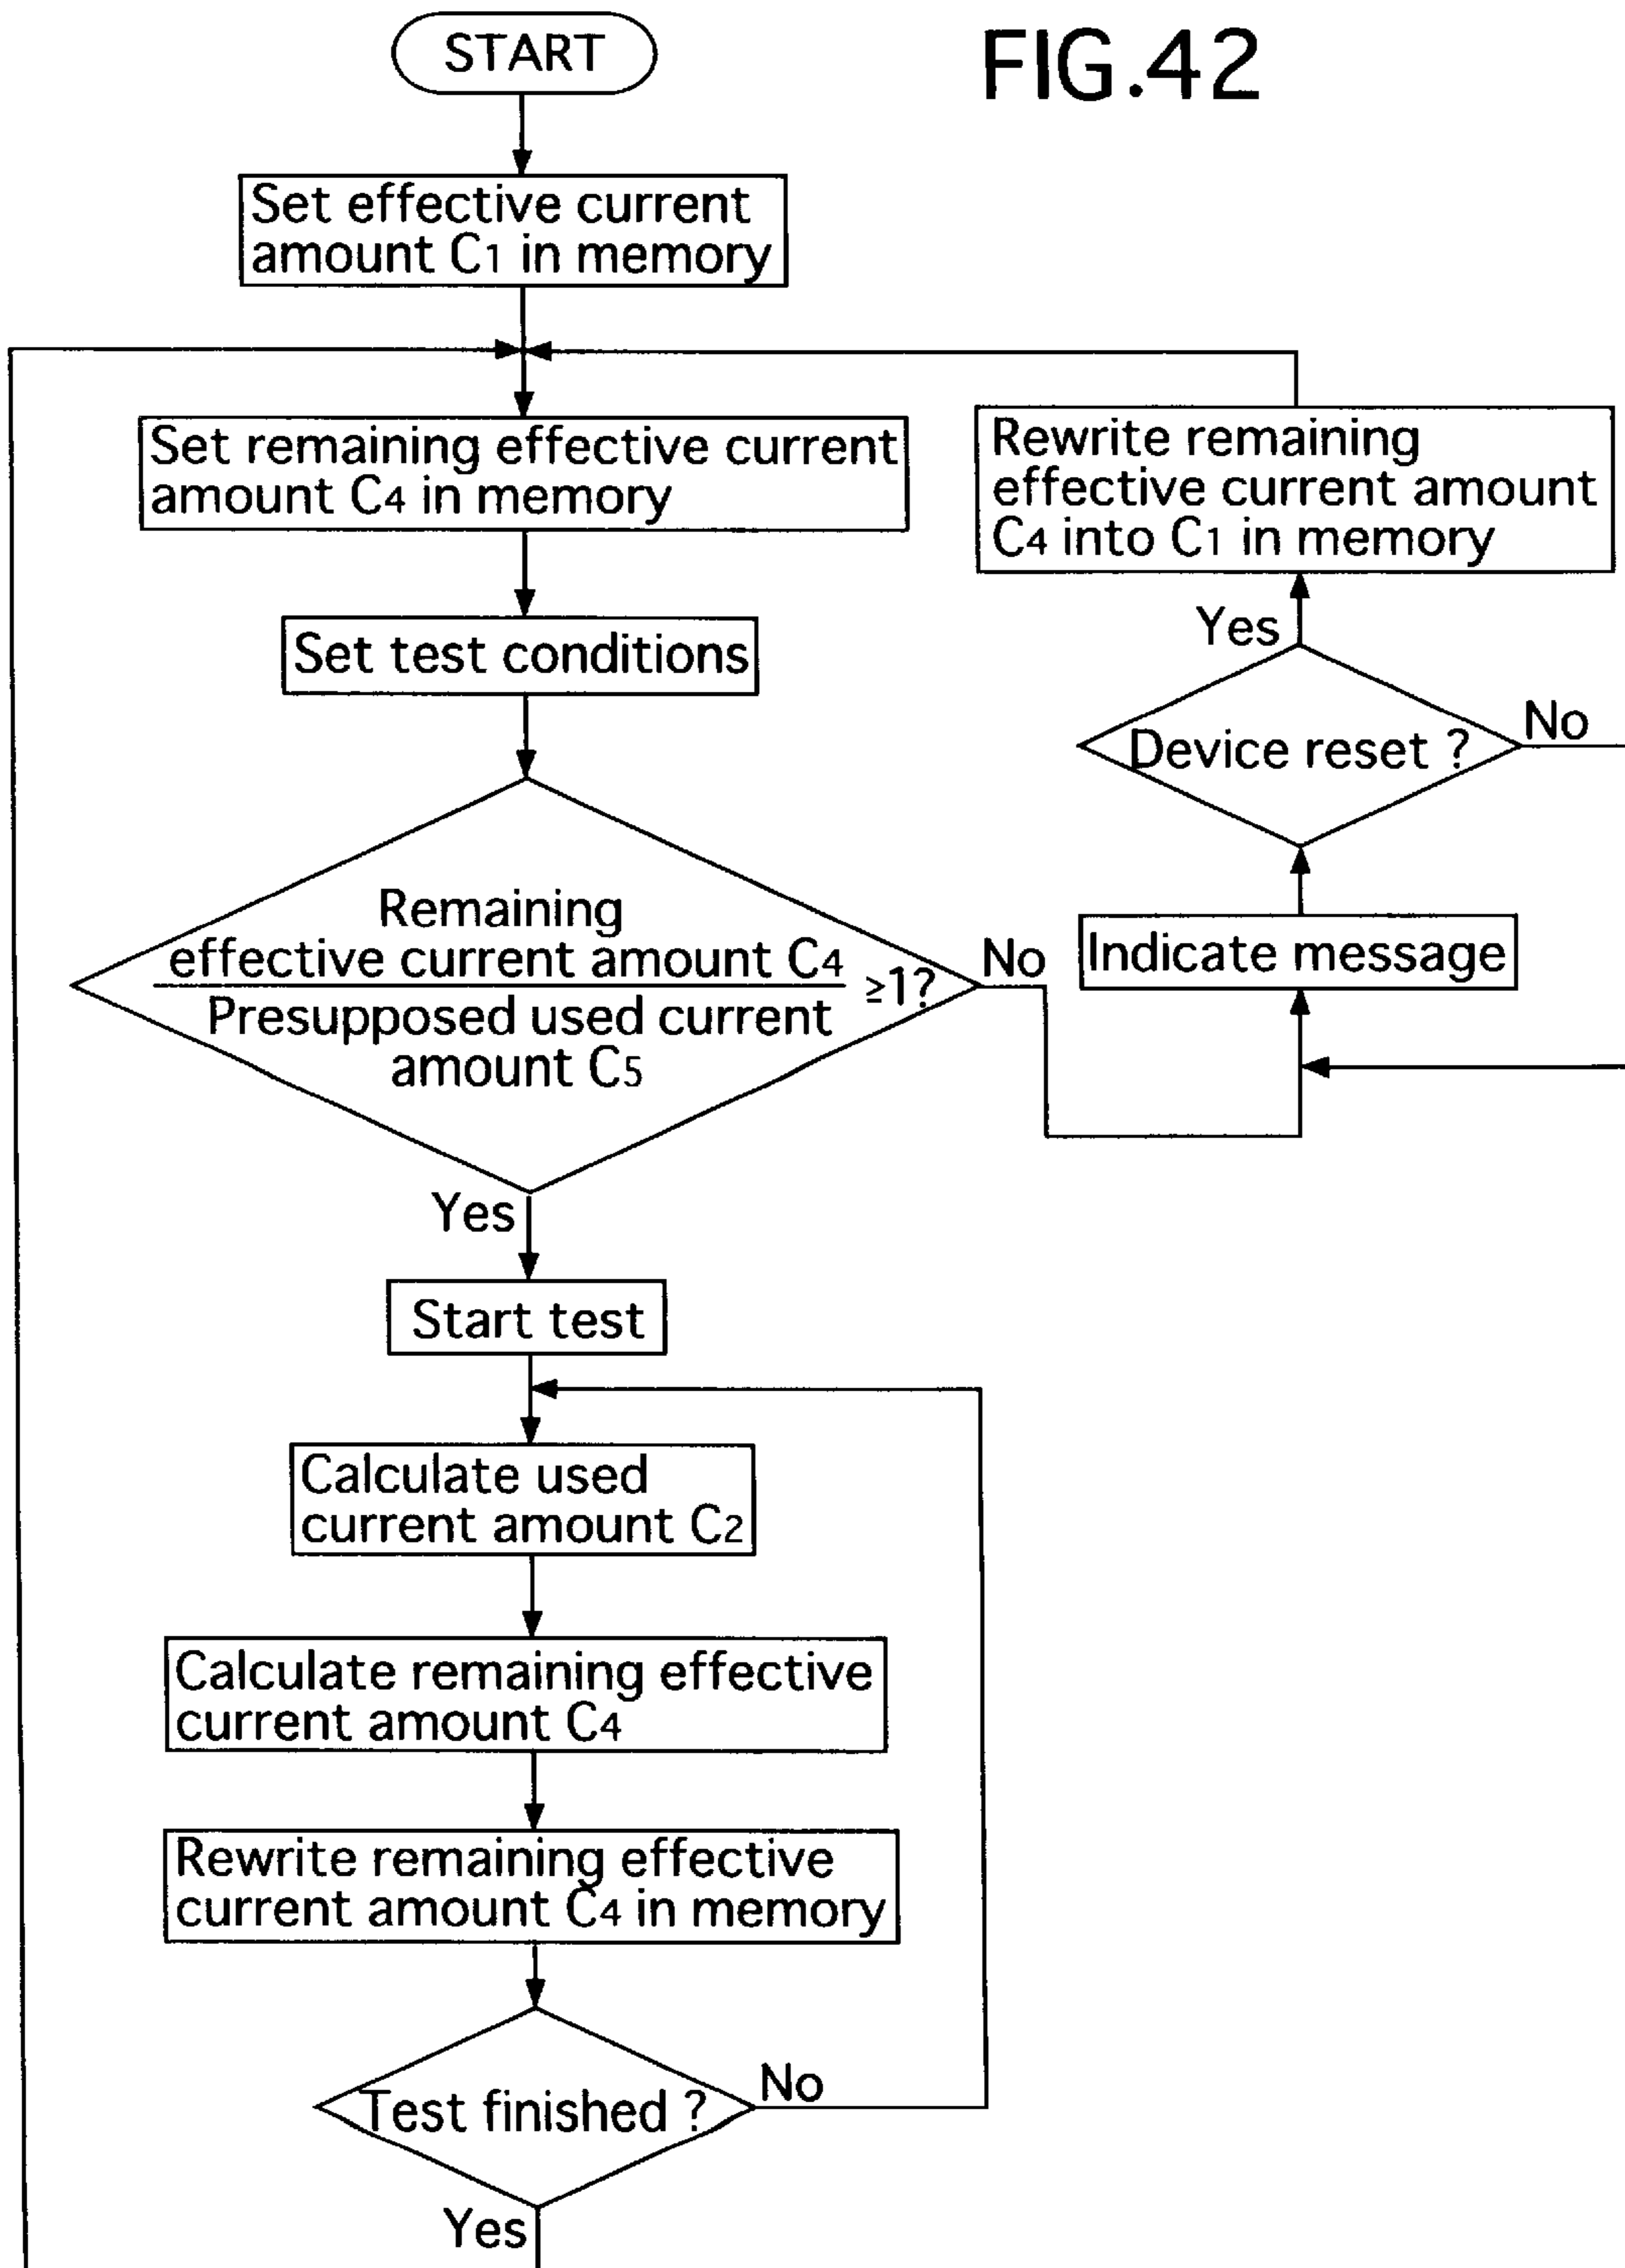 FIG.42
START
Set effective current
amount C1 in memory
Set remaining effective current
amount C4 in memory
Set test conditions
Remaining
effective current amount C4
Presupposed used current
amount C5
≥1?
No
Yes
Indicate message
Device reset ?
No
Yes
Rewrite remaining
effective current amount
C4 into C1 in memory
Start test
Calculate used
current amount C2
Calculate remaining effective
current amount C4
Rewrite remaining effective
current amount C4 in memory
Test finished ?
No
Yes